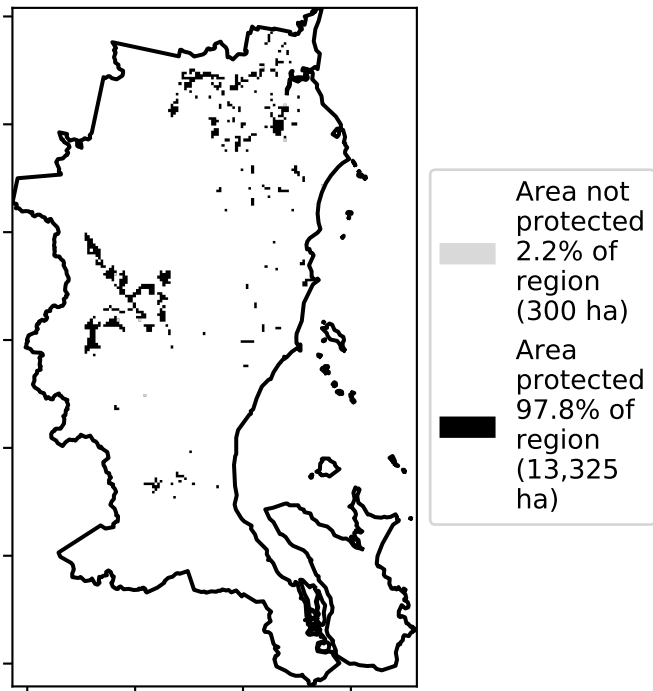 Area not
protected
2.2% of
region
(300 ha)
Area
protected
97.8% of
region
(13,325
ha)